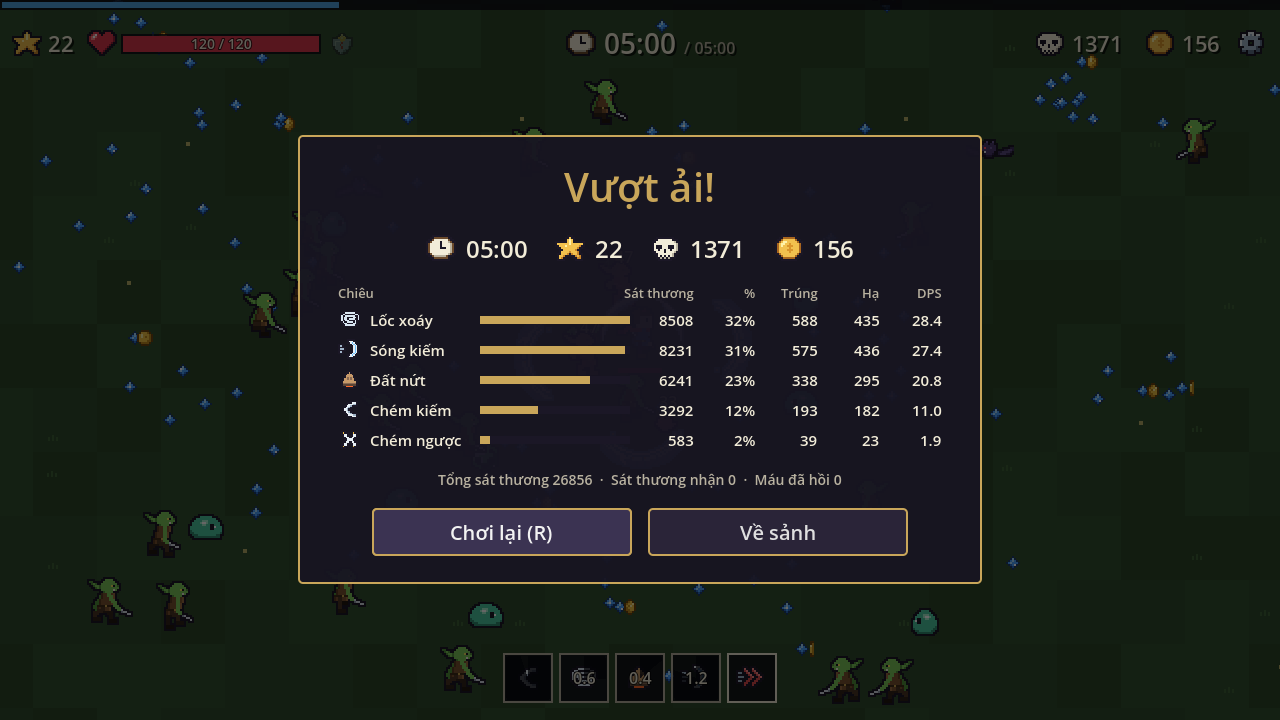 22 120 / 120 05:00 / 05:00 1371 156
Vượt ải!
05:00 22 1371 156
Chiêu Sát thương % Trúng Hạ DPS
Lốc xoáy 8508 32% 588 435 28.4
Sóng kiếm 8231 31% 575 436 27.4
Đất nứt 6241 23% 338 295 20.8
Chém kiếm 3292 12% 193 182 11.0
Chém ngược 583 2% 39 23 1.9
Tổng sát thương 26856 · Sát thương nhận 0 · Máu đã hồi 0
Chơi lại (R) Về sảnh
0.6 0.4 1.2